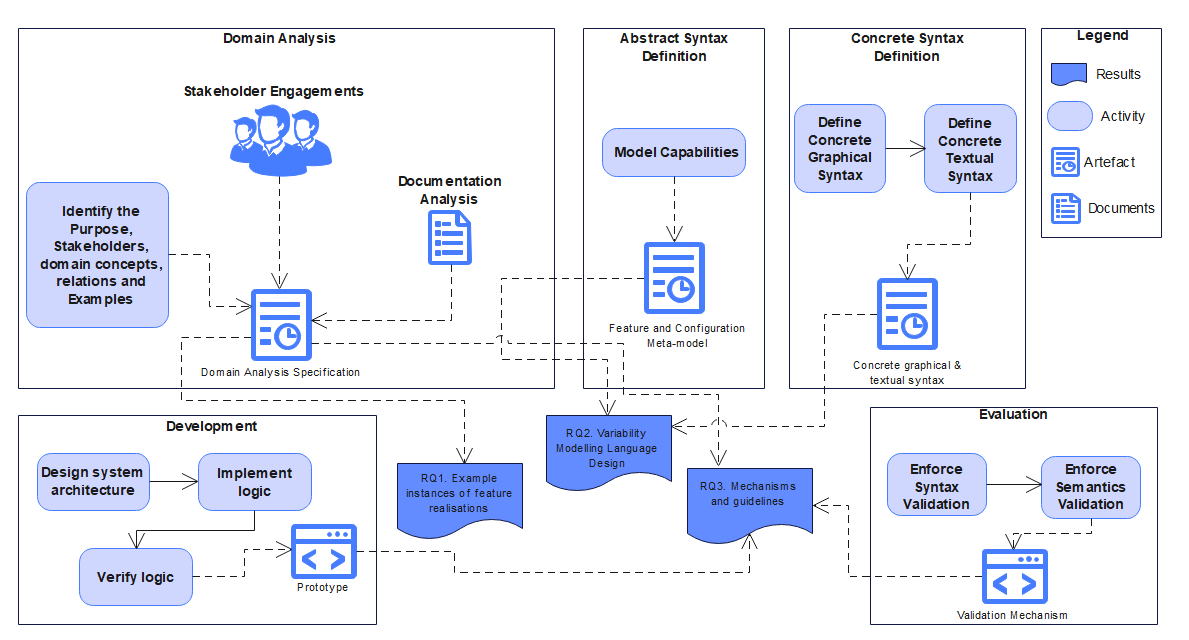 Domain Analysis
Stakeholder Engagements
Documentation
Analysis
Identify the
Purpose,
Stakeholders,
domain concepts,
relations and
Examples
Domain Analysis Specification
Abstract Syntax
Definition
Model Capabilities
Feature and Configuration
Meta-model
Concrete Syntax
Definition
Define
Concrete
Graphical
Syntax
Define
Concrete
Textual
Syntax
Concrete graphical &
textual syntax
Legend
Results
Activity
Artefact
Documents
Development
Design system
architecture
Implement
logic
Verify logic
Prototype
RQ1. Example
instances of feature
realisations
RQ2. Variability
Modelling Language
Design
RQ3. Mechanisms
and guidelines
Evaluation
Enforce
Syntax
Validation
Enforce
Semantics
Validation
Validation Mechanism